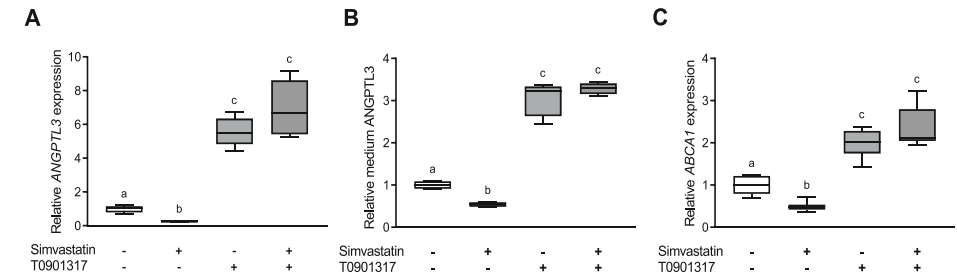 A
B
C
Relative ANGPTL3 expression
10
8
6
4
2
0
a
b
c
c
Relative medium ANGPTL3
4
3
2
1
0
a
b
c
c
Relative ABCA1 expression
4
3
2
1
0
a
b
c
c
Simvastatin - + - +
T0901317 - - + +
Simvastatin - + - +
T0901317 - - + +
Simvastatin - + - +
T0901317 - - + +